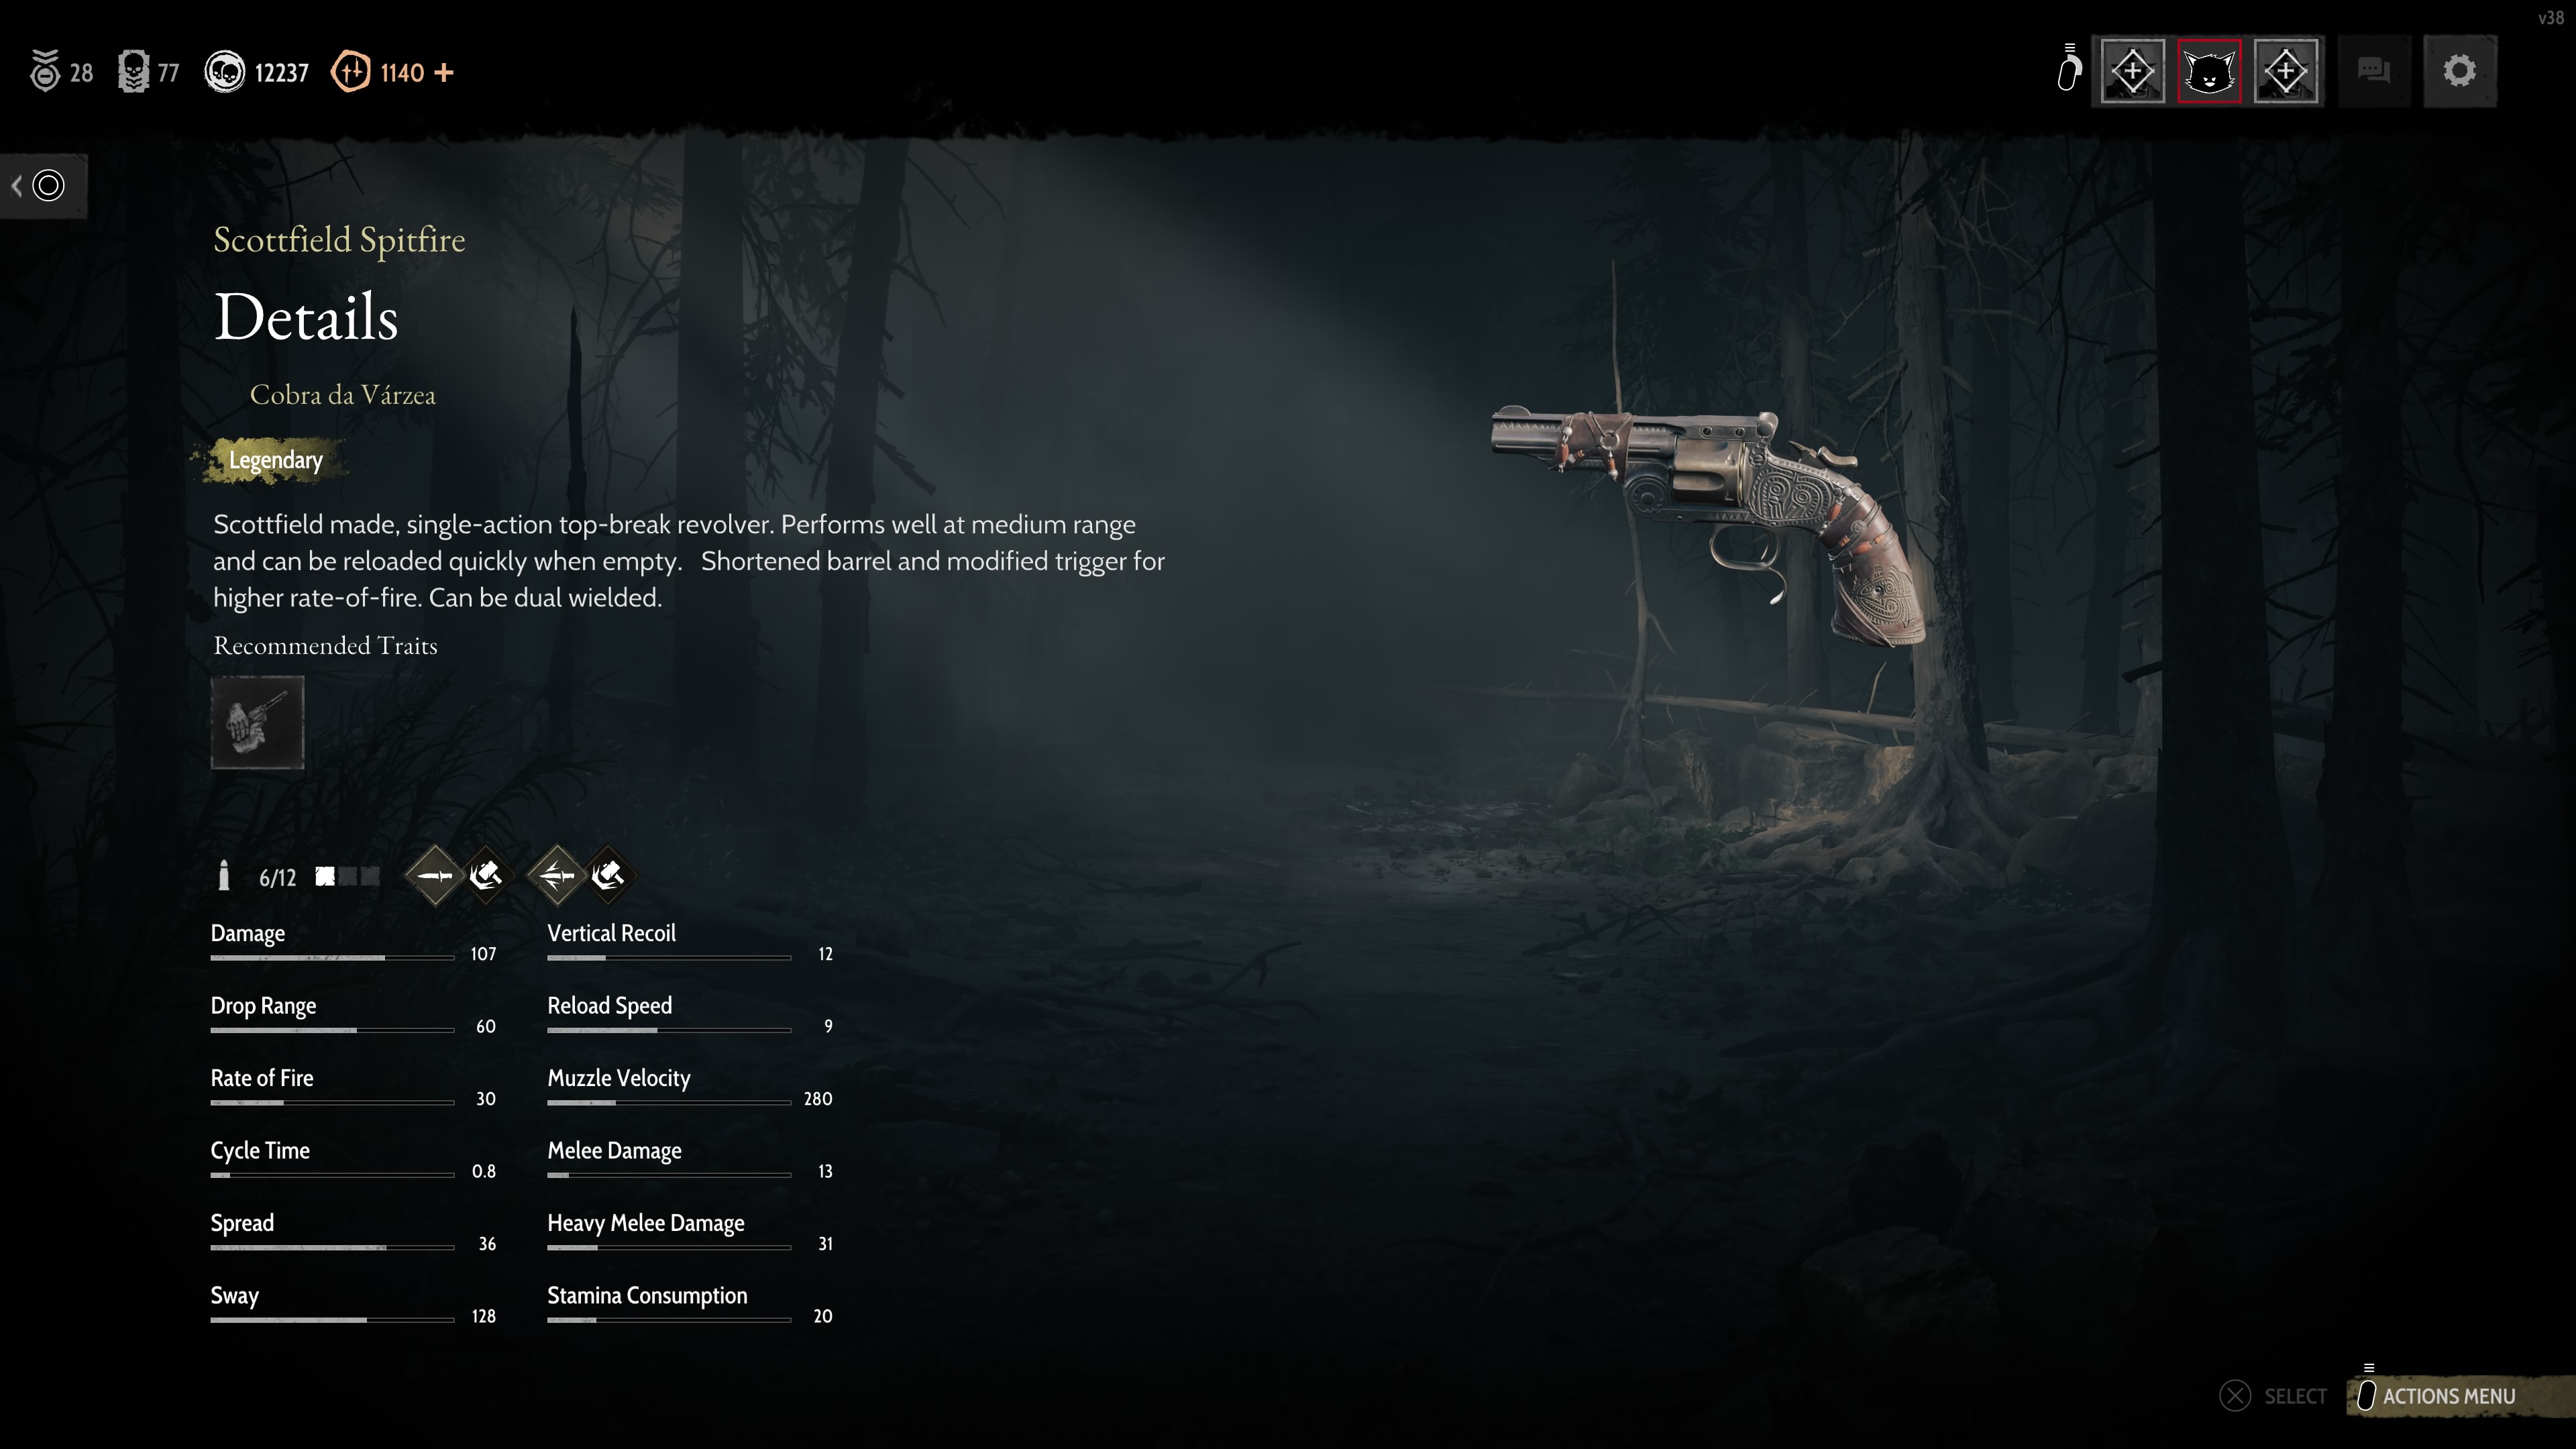 v38
28 77 12237 1140 +
Scottfield Spitfire
Details
Cobra da Várzea
Legendary
Scottfield made, single-action top-break revolver. Performs well at medium range
and can be reloaded quickly when empty. Shortened barrel and modified trigger for
higher rate-of-fire. Can be dual wielded.
Recommended Traits
6/12
Damage
107
Drop Range
60
Rate of Fire
30
Cycle Time
0.8
Spread
36
Sway
128
Vertical Recoil
12
Reload Speed
9
Muzzle Velocity
280
Melee Damage
13
Heavy Melee Damage
31
Stamina Consumption
20
SELECT
ACTIONS MENU